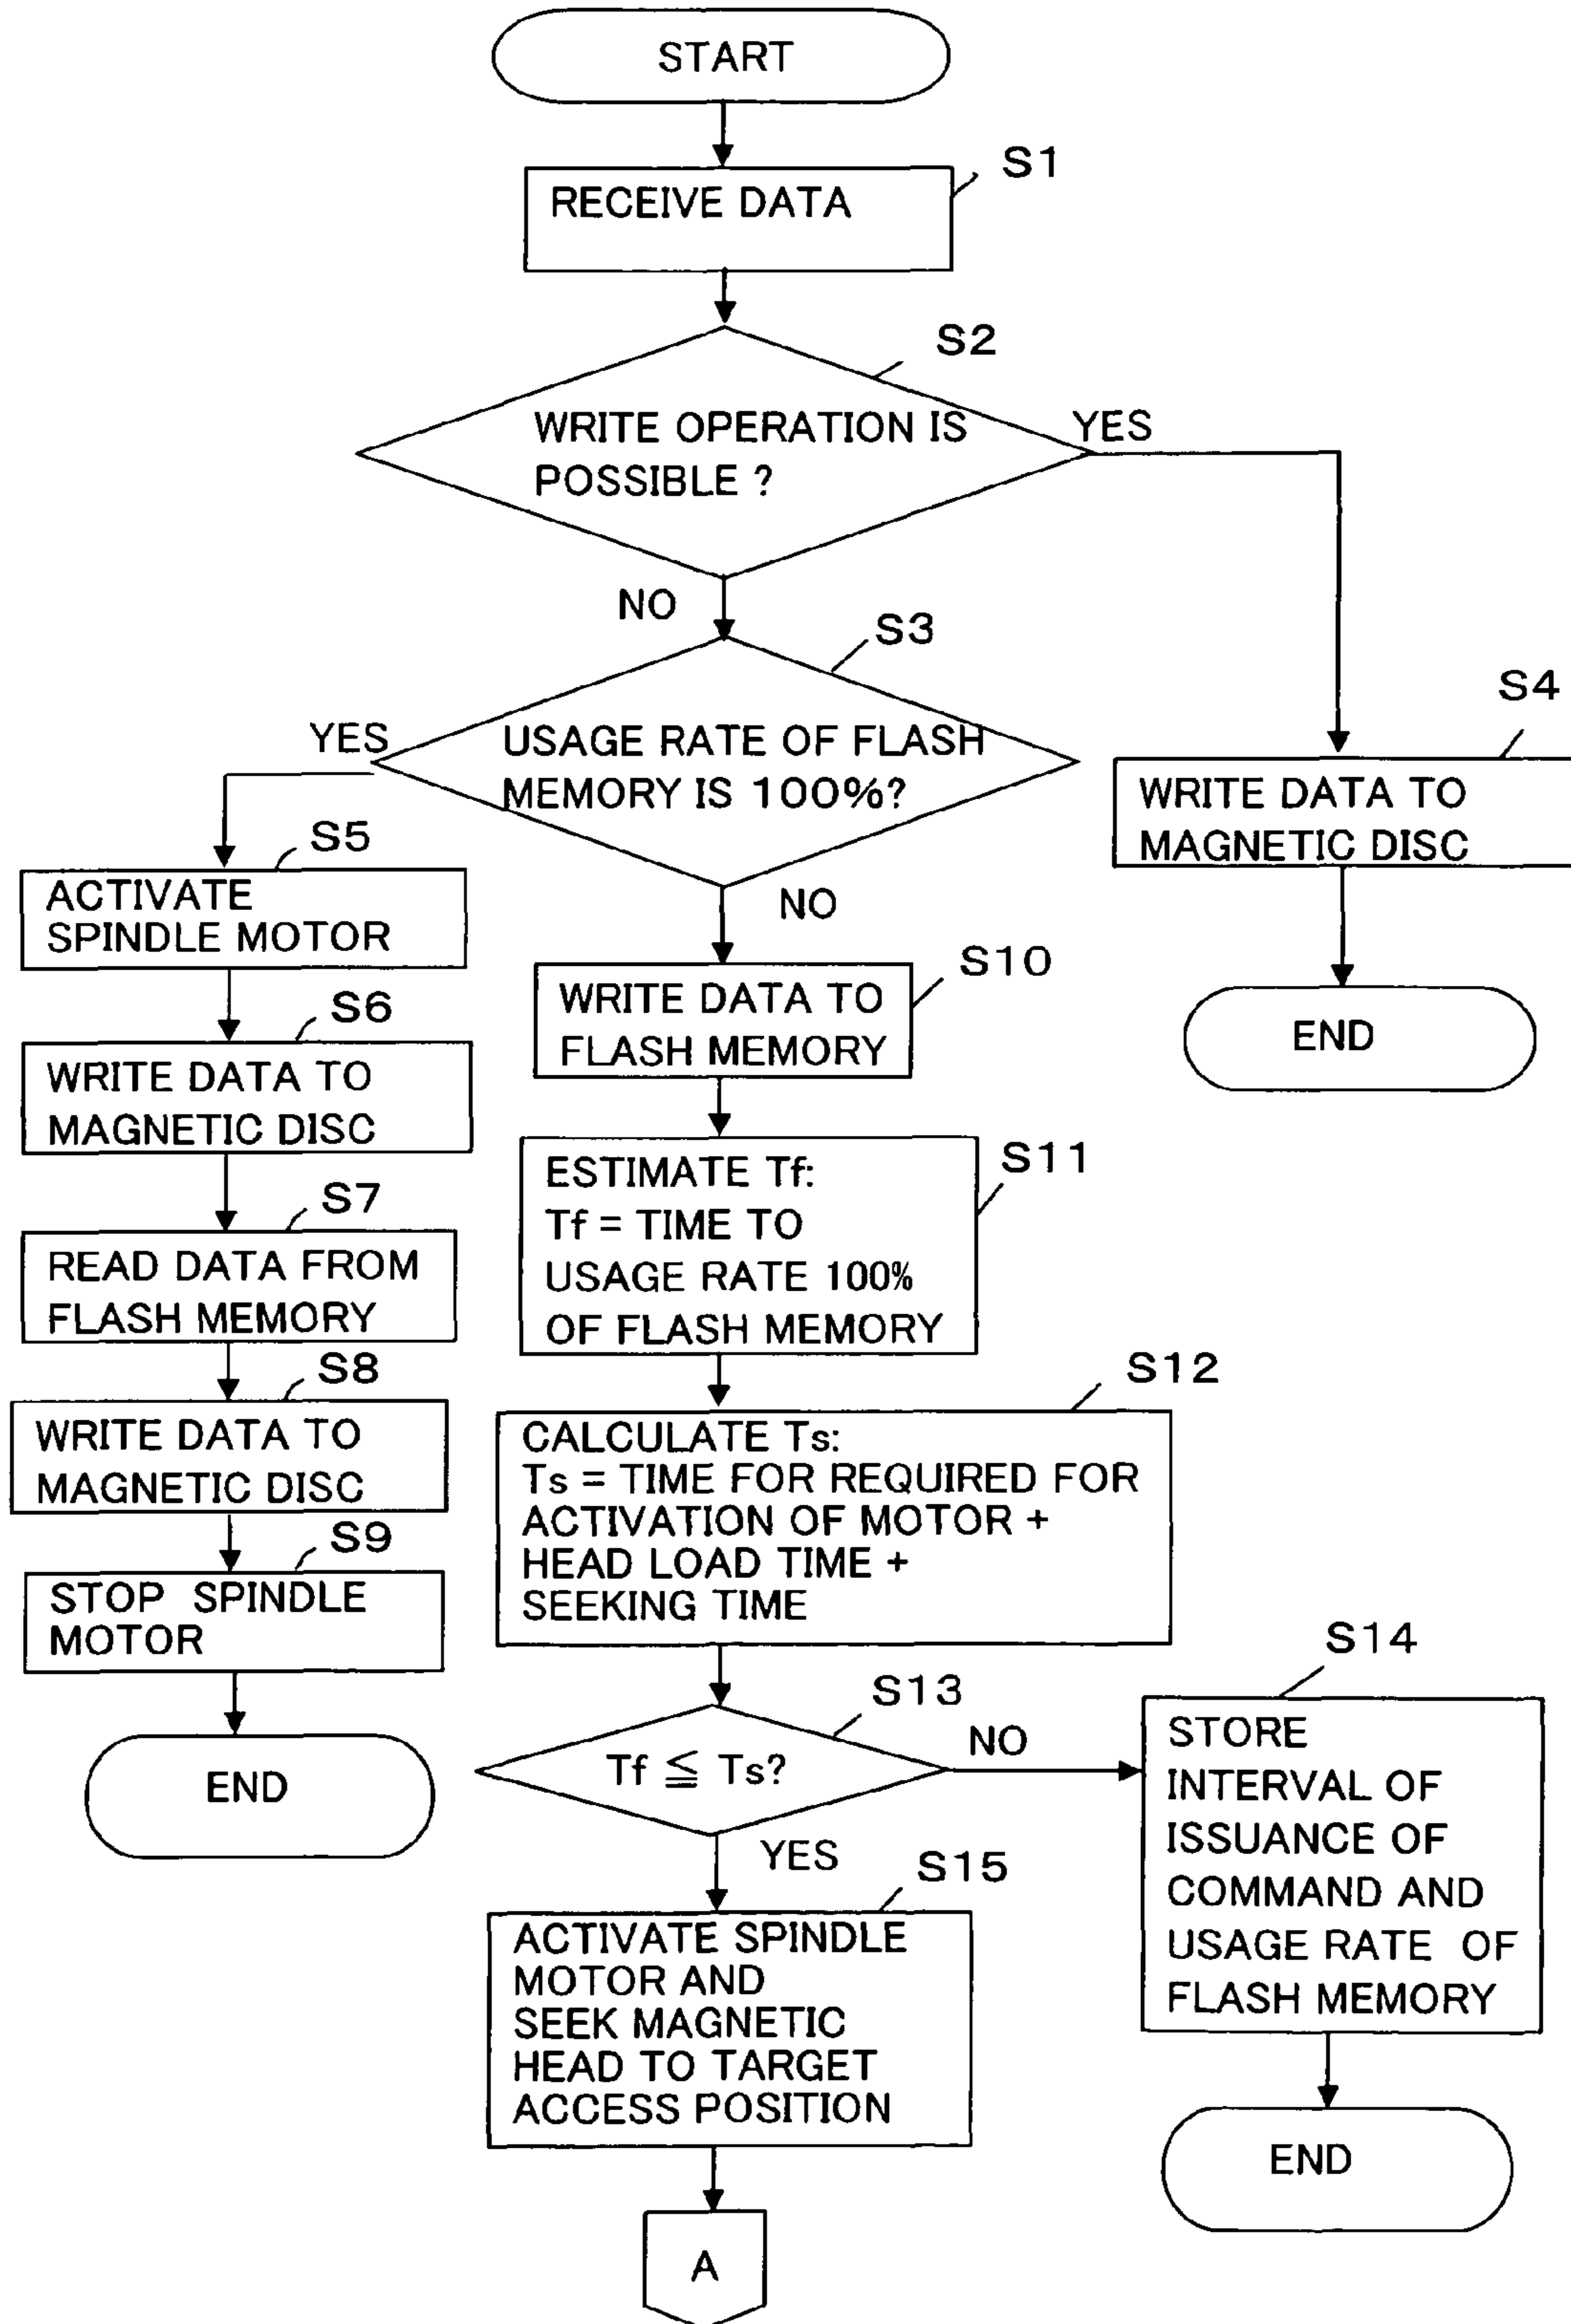 START
S1
RECEIVE DATA
S2
WRITE OPERATION IS
POSSIBLE ?
YES
NO
S3
USAGE RATE OF FLASH
MEMORY IS 100%?
YES
NO
S4
WRITE DATA TO
MAGNETIC DISC
END
S5
ACTIVATE
SPINDLE MOTOR
S6
WRITE DATA TO
MAGNETIC DISC
S7
READ DATA FROM
FLASH MEMORY
S8
WRITE DATA TO
MAGNETIC DISC
S9
STOP SPINDLE
MOTOR
END
S10
WRITE DATA TO
FLASH MEMORY
S11
ESTIMATE Tf:
Tf = TIME TO
USAGE RATE 100%
OF FLASH MEMORY
S12
CALCULATE Ts:
Ts = TIME FOR REQUIRED FOR
ACTIVATION OF MOTOR +
HEAD LOAD TIME +
SEEKING TIME
S13
Tf ≦ Ts?
NO
YES
S14
STORE
INTERVAL OF
ISSUANCE OF
COMMAND AND
USAGE RATE OF
FLASH MEMORY
END
S15
ACTIVATE SPINDLE
MOTOR AND
SEEK MAGNETIC
HEAD TO TARGET
ACCESS POSITION
A